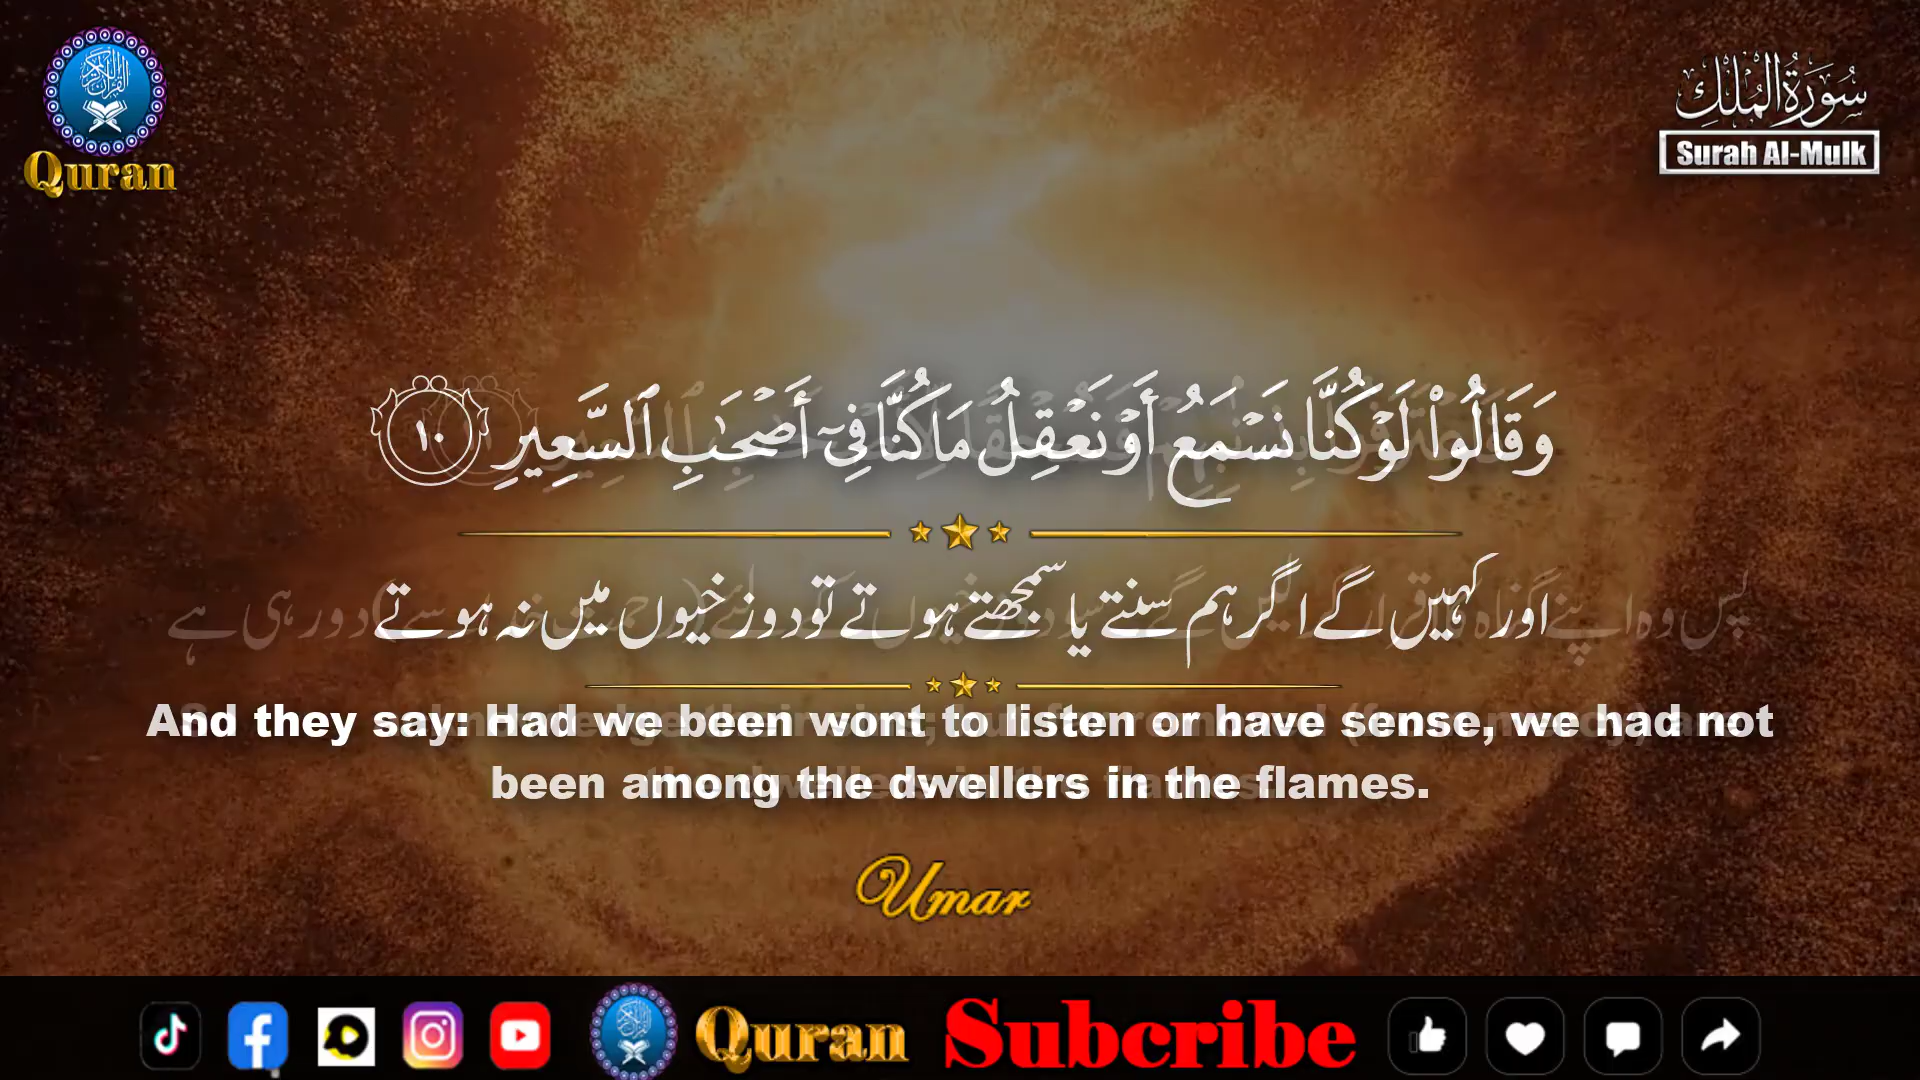 Quran
سُورَةُ المُلْكِ
Surah Al-Mulk
وَقَالُوا۟ لَوْ كُنَّا نَسْمَعُ أَوْ نَعْقِلُ مَا كُنَّا فِىٓ أَصْحَٰبِ ٱلسَّعِيرِ ١٠
اور کہیں گے اگر ہم سنتے یا سمجھتے ہوتے تو دوزخیوں میں نہ ہوتے
And they say: Had we been wont to listen or have sense, we had not
been among the dwellers in the flames.
Umar
Quran Subcribe